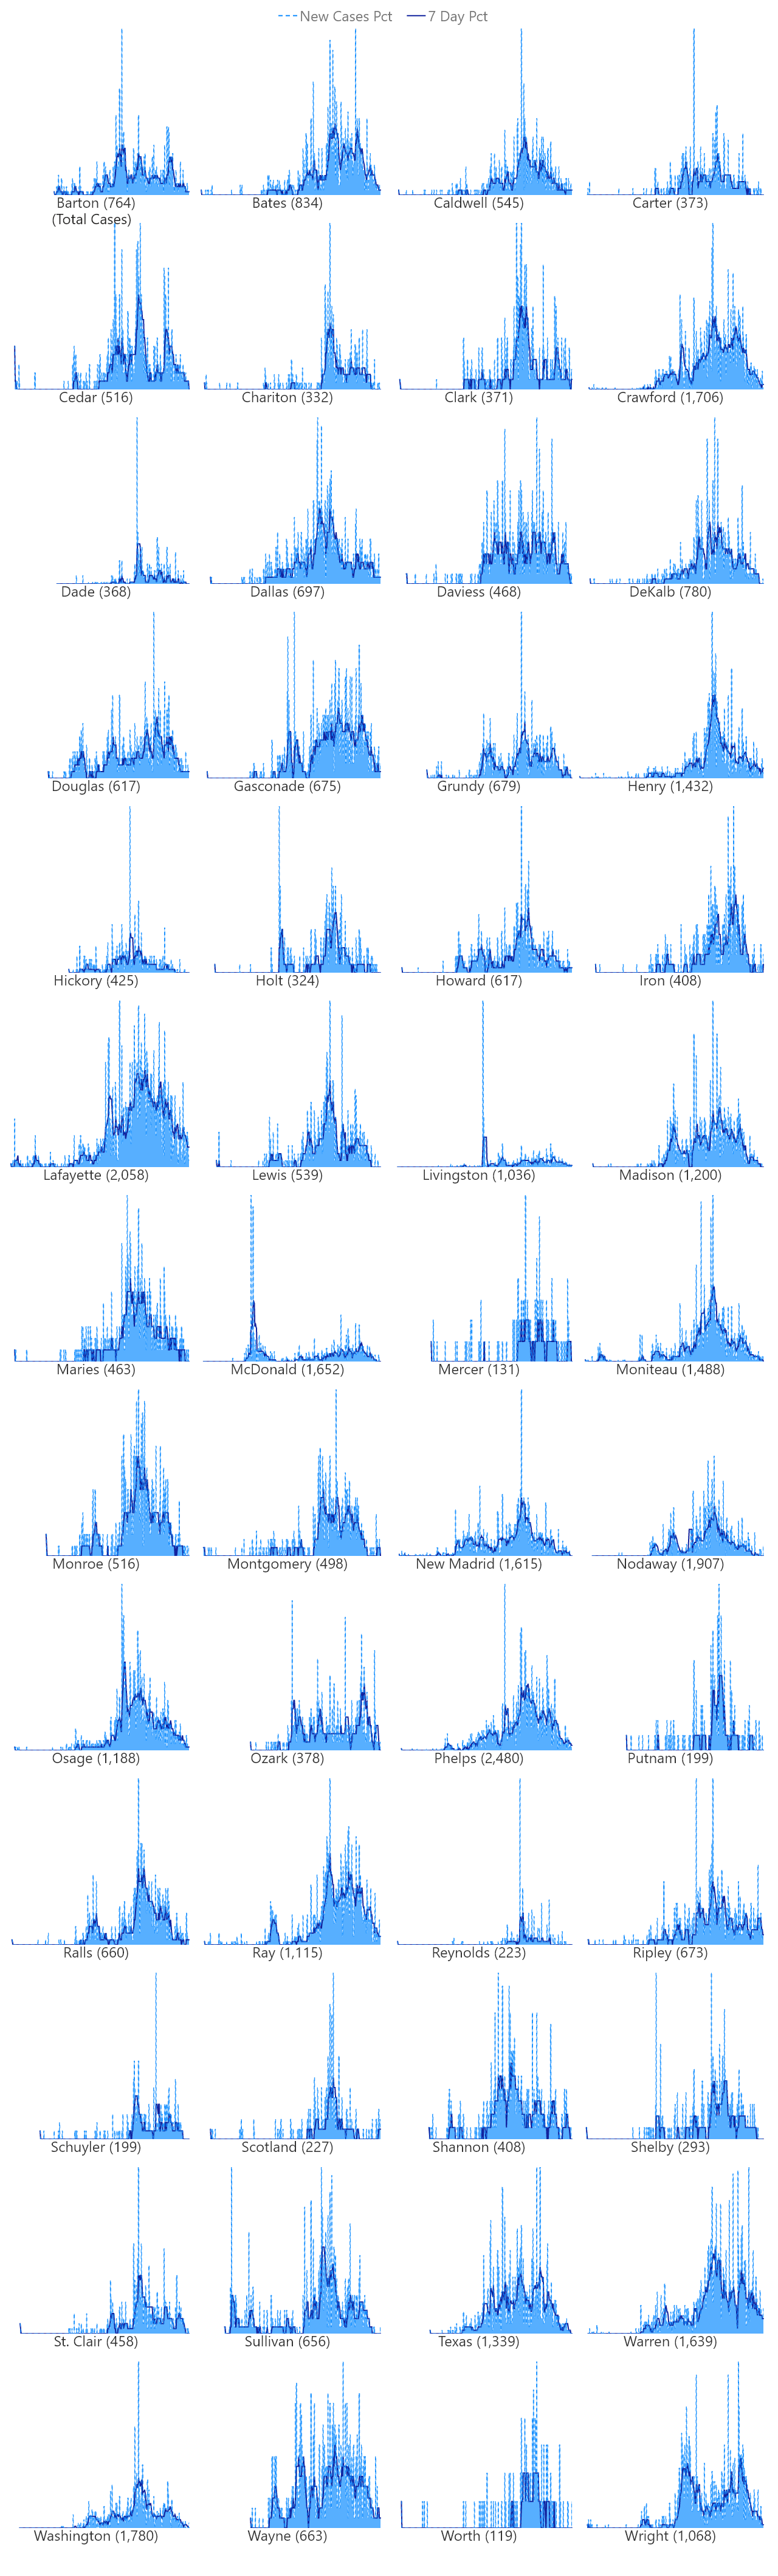 New Cases Pct 7 Day Pct
Barton (764) Bates (834) Caldwell (545) Carter (373)
(Total Cases)
Cedar (516) Chariton (332) Clark (371) Crawford (1,706)
Dade (368) Dallas (697) Daviess (468) DeKalb (780)
Douglas (617) Gasconade (675) Grundy (679) Henry (1,432)
Hickory (425) Holt (324) Howard (617) Iron (408)
Lafayette (2,058) Lewis (539) Livingston (1,036) Madison (1,200)
Maries (463) McDonald (1,652) Mercer (131) Moniteau (1,488)
Monroe (516) Montgomery (498) New Madrid (1,615) Nodaway (1,907)
Osage (1,188) Ozark (378) Phelps (2,480) Putnam (199)
Ralls (660) Ray (1,115) Reynolds (223) Ripley (673)
Schuyler (199) Scotland (227) Shannon (408) Shelby (293)
St. Clair (458) Sullivan (656) Texas (1,339) Warren (1,639)
Washington (1,780) Wayne (663) Worth (119) Wright (1,068)